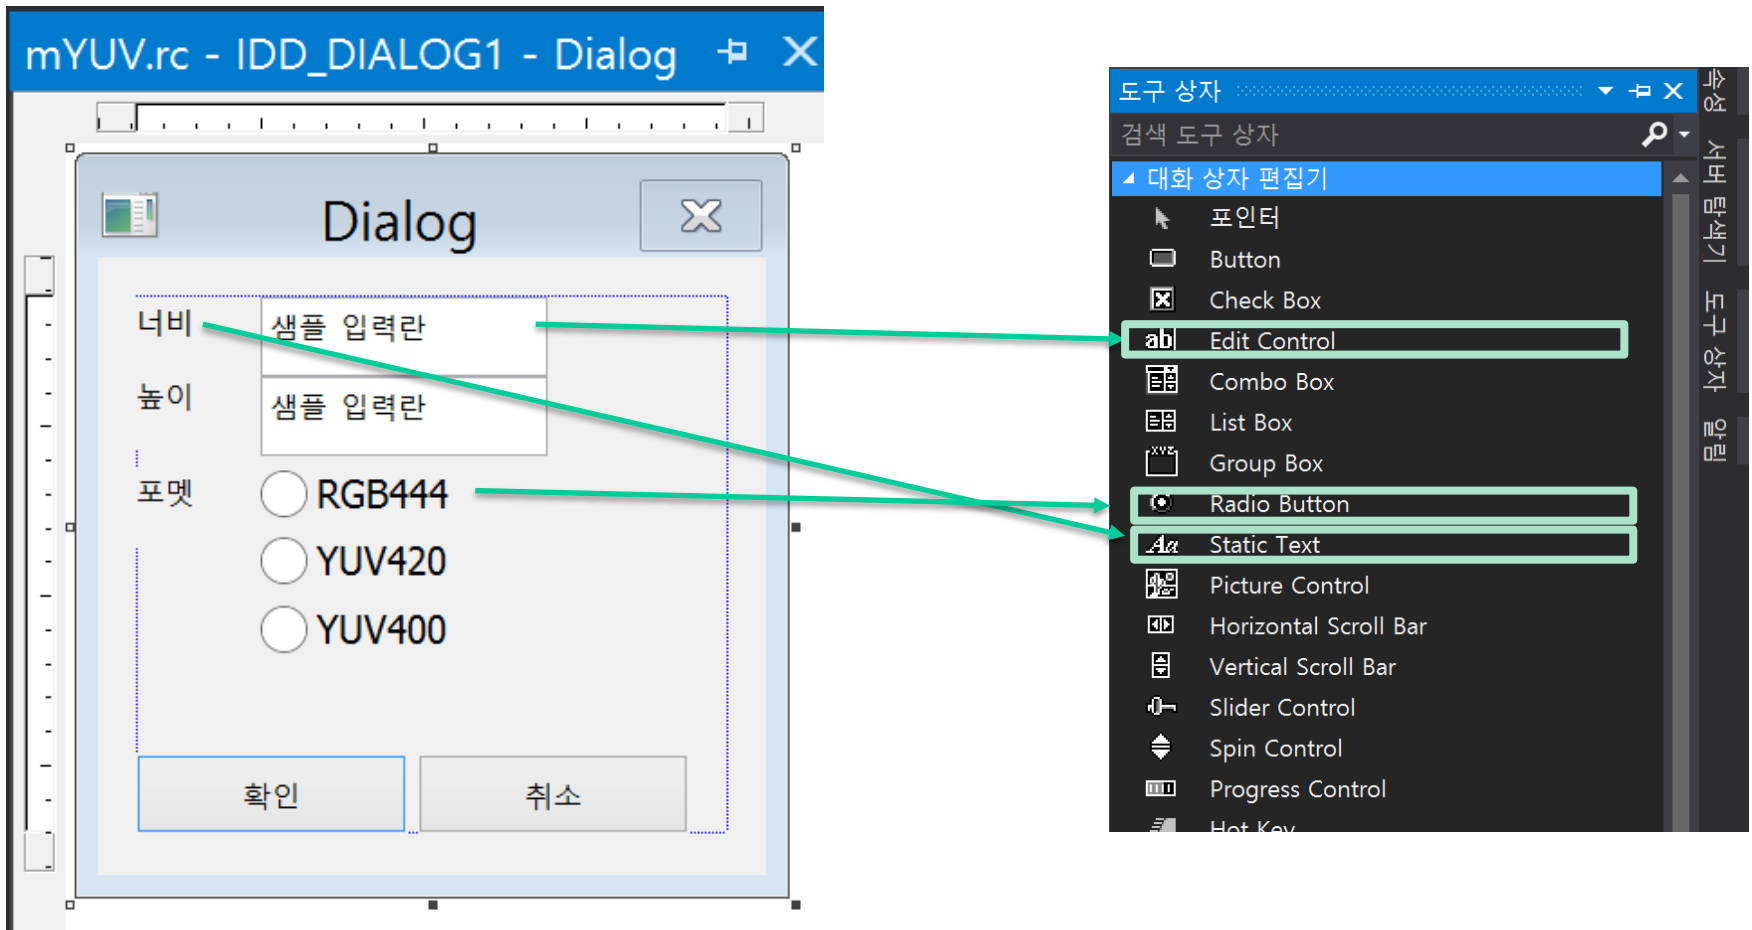 mYUV.rc - IDD_DIALOG1 - Dialog
Dialog
너비
샘플 입력란
높이
샘플 입력란
포멧
RGB444
YUV420
YUV400
확인
취소
도구 상자
검색 도구 상자
대화 상자 편집기
포인터
Button
Check Box
ab| Edit Control
Combo Box
List Box
Group Box
Radio Button
Aa Static Text
Picture Control
Horizontal Scroll Bar
Vertical Scroll Bar
Slider Control
Spin Control
Progress Control
Hot Key
속성
서버 탐색기
도구 상자
알림